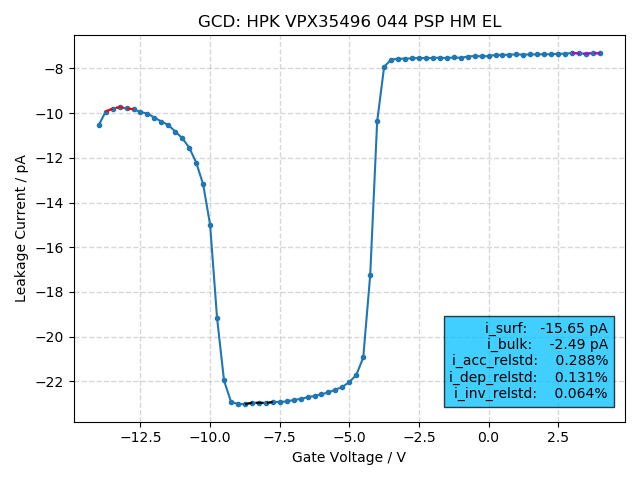 GCD: HPK VPX35496 044 PSP HM EL
Leakage Current / pA
−8
−10
−12
−14
−16
−18
−20
−22
i_surf: -15.65 pA
i_bulk: -2.49 pA
i_acc_relstd: 0.288%
i_dep_relstd: 0.131%
i_inv_relstd: 0.064%
−12.5 −10.0 −7.5 −5.0 −2.5 0.0 2.5
Gate Voltage / V